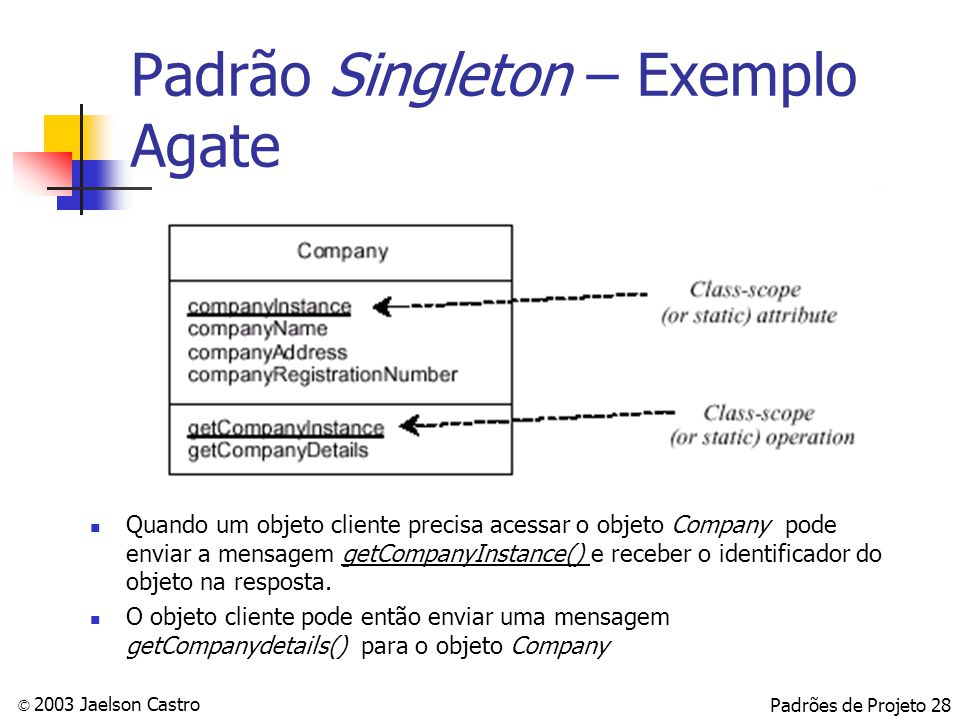 Padrão Singleton – Exemplo
Agate
Company
companyInstance
companyName
companyAddress
companyRegistrationNumber
getCompanyInstance
getCompanyDetails
Class-scope
(or static) attribute
Class-scope
(or static) operation
Quando um objeto cliente precisa acessar o objeto Company pode
enviar a mensagem getCompanyInstance() e receber o identificador do
objeto na resposta.
O objeto cliente pode então enviar uma mensagem
getCompanydetails() para o objeto Company
© 2003 Jaelson Castro
Padrões de Projeto 28